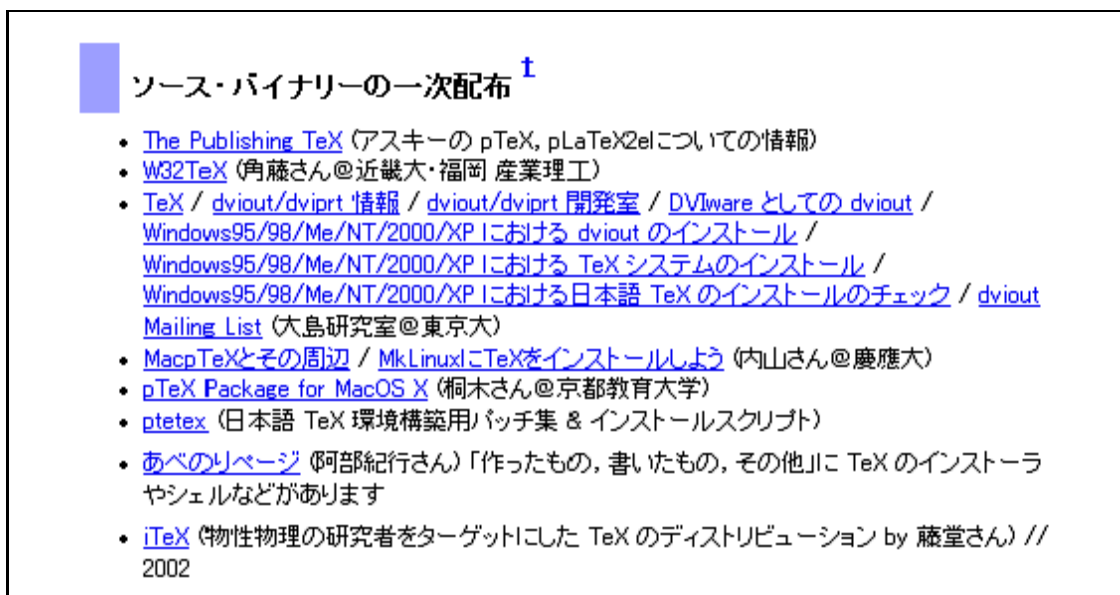 ソース・バイナリーの一次配布 †
The Publishing TeX (アスキーの pTeX, pLaTeX2eについての情報)
W32TeX (角藤さん@近畿大・福岡 産業理工)
TeX / dviout/dviprt 情報 / dviout/dviprt 開発室 / DVIware としての dviout /
Windows95/98/Me/NT/2000/XP における dviout のインストール /
Windows95/98/Me/NT/2000/XP における TeX システムのインストール /
Windows95/98/Me/NT/2000/XP における日本語 TeX のインストールのチェック / dviout
Mailing List (大島研究室@東京大)
MacpTeXとその周辺 / MkLinuxにTeXをインストールしよう (内山さん@慶應大)
pTeX Package for MacOS X (桐木さん@京都教育大学)
ptetex (日本語 TeX 環境構築用パッチ集 & インストールスクリプト)
あべのりページ (阿部紀行さん) 「作ったもの, 書いたもの, その他」に TeX のインストーラ
やシェルなどがあります
iTeX (物性物理の研究者をターゲットにした TeX のディストリビューション by 藤堂さん) //
2002